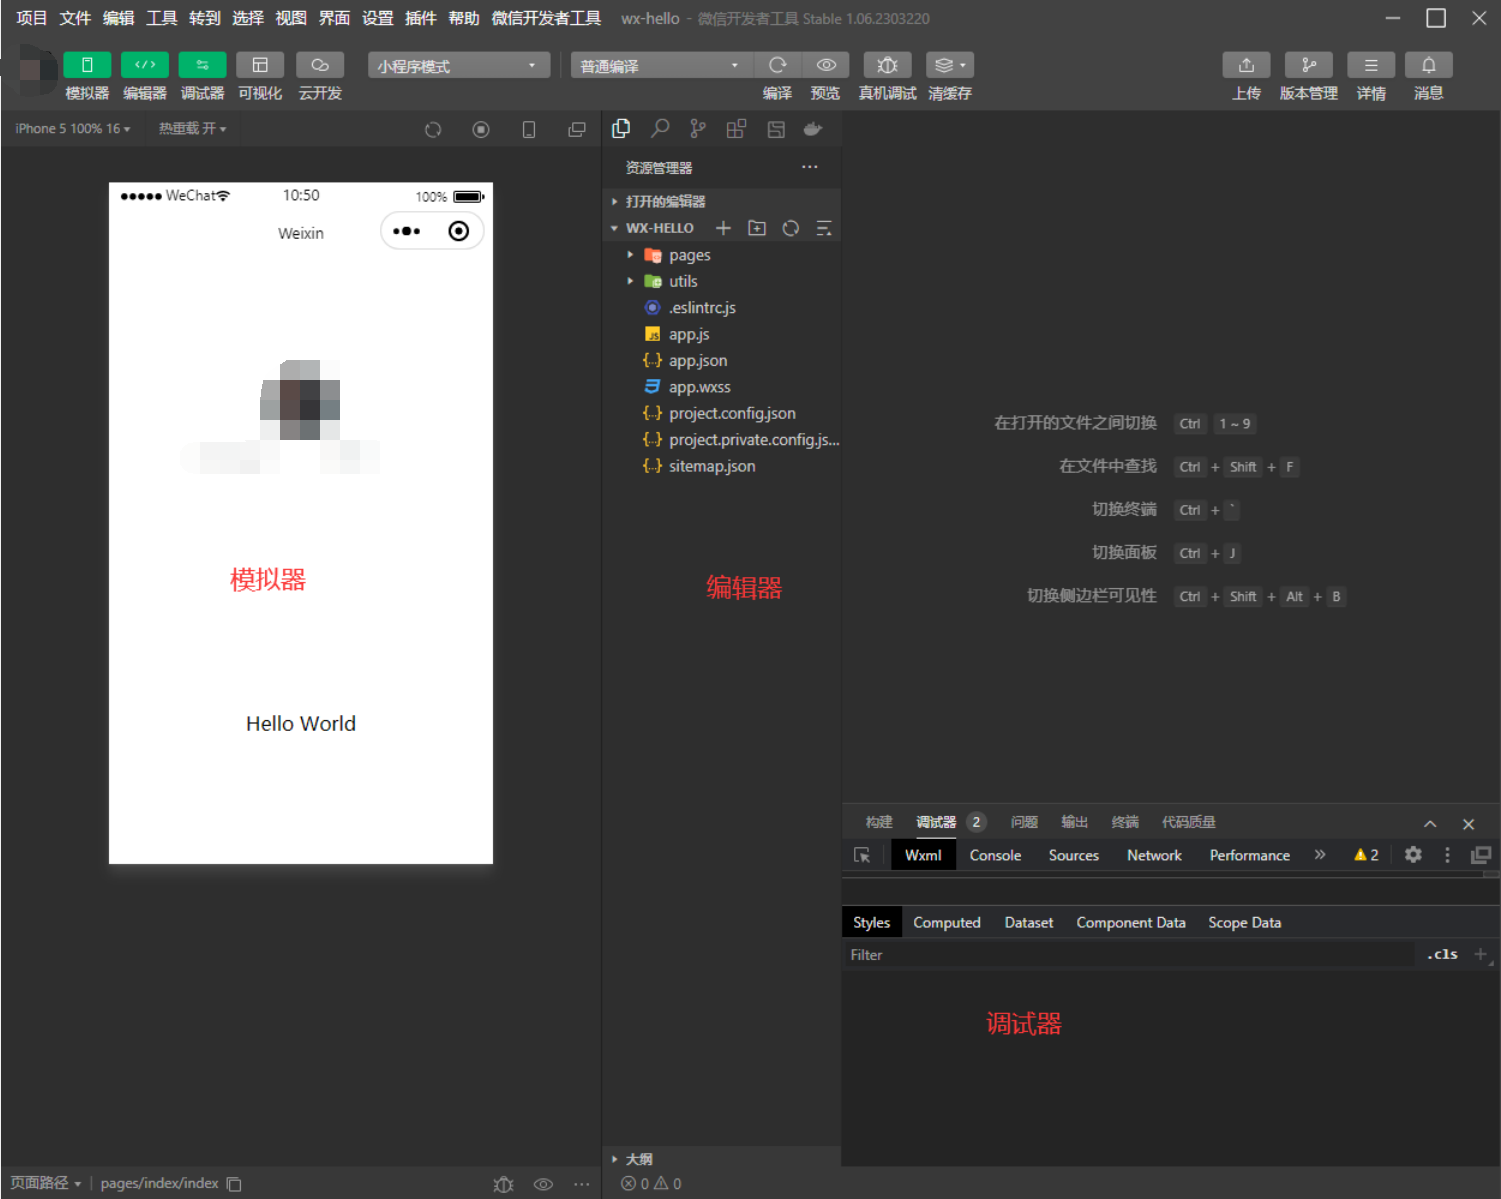 项目 文件 编辑 工具 转到 选择 视图 界面 设置 插件 帮助 微信开发者工具 wx-hello - 微信开发者工具 Stable 1.06.2303220
小程序模式 普通编译
模拟器 编辑器 调试器 可视化 云开发 编译 预览 真机调试 清缓存 上传 版本管理 详情 消息
iPhone 5 100% 16 热重载 开
资源管理器
打开的编辑器
WX-HELLO
pages
utils
.eslintrc.js
app.js
app.json
app.wxss
project.config.json
project.private.config.js...
sitemap.json
编辑器
大纲
0 0
WeChat 10:50 100%
Weixin
模拟器
Hello World
页面路径 pages/index/index
在打开的文件之间切换 Ctrl 1 ~ 9
在文件中查找 Ctrl + Shift + F
切换终端 Ctrl + `
切换面板 Ctrl + J
切换侧边栏可见性 Ctrl + Shift + Alt + B
构建 调试器 2 问题 输出 终端 代码质量
Wxml Console Sources Network Performance 2
Styles Computed Dataset Component Data Scope Data
Filter .cls
调试器